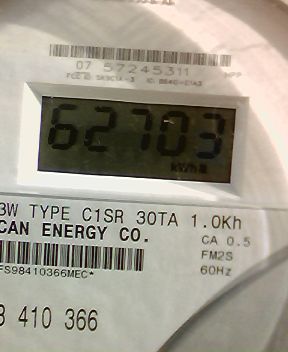 07 57245311
62703
3W TYPE C1SR 30TA 1.0Kh
CAN ENERGY CO.
CA 0.5
FM2S
60Hz
FS98410366MEC*
3 410 366